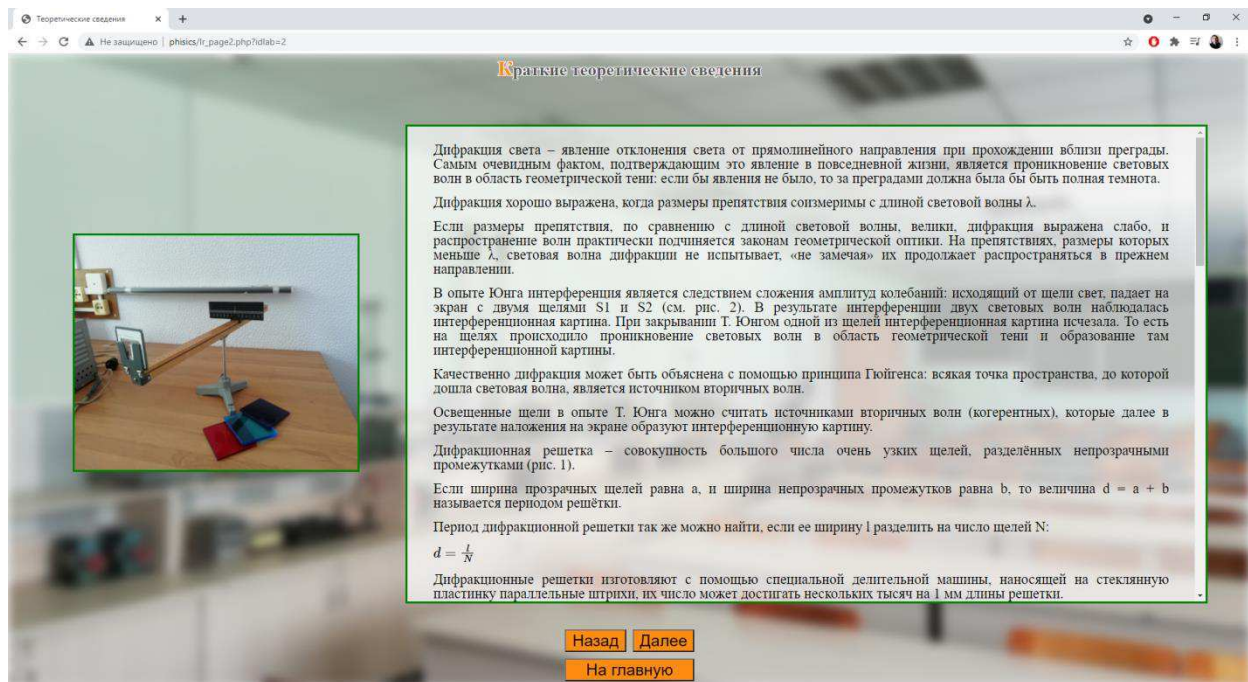 Теоретические сведения
Не защищено | phisics/lr_page2.php?idlab=2
Краткие теоретические сведения
Дифракция света – явление отклонения света от прямолинейного направления при прохождении вблизи преграды.
Самым очевидным фактом, подтверждающим это явление в повседневной жизни, является проникновение световых
волн в область геометрической тени: если бы явления не было, то за преградами должна была бы быть полная темнота.
Дифракция хорошо выражена, когда размеры препятствия соизмеримы с длиной световой волны λ.
Если размеры препятствия, по сравнению с длиной световой волны, велики, дифракция выражена слабо, и
распространение волн практически подчиняется законам геометрической оптики. На препятствиях, размеры которых
меньше λ, световая волна дифракции не испытывает, «не замечая» их продолжает распространяться в прежнем
направлении.
В опыте Юнга интерференция является следствием сложения амплитуд колебаний: исходящий от щели свет, падает на
экран с двумя щелями S1 и S2 (см. рис. 2). В результате интерференции двух световых волн наблюдалась
интерференционная картина. При закрывании Т. Юнгом одной из щелей интерференционная картина исчезала. То есть
на щелях происходило проникновение световых волн в область геометрической тени и образование там
интерференционной картины.
Качественно дифракция может быть объяснена с помощью принципа Гюйгенса: всякая точка пространства, до которой
дошла световая волна, является источником вторичных волн.
Освещенные щели в опыте Т. Юнга можно считать источниками вторичных волн (когерентных), которые далее в
результате наложения на экране образуют интерференционную картину.
Дифракционная решетка – совокупность большого числа очень узких щелей, разделённых непрозрачными
промежутками (рис. 1).
Если ширина прозрачных щелей равна a, и ширина непрозрачных промежутков равна b, то величина d = a + b
называется периодом решётки.
Период дифракционной решетки так же можно найти, если ее ширину l разделить на число щелей N:
d = l/N
Дифракционные решетки изготовляют с помощью специальной делительной машины, наносящей на стеклянную
пластинку параллельные штрихи, их число может достигать нескольких тысяч на 1 мм длины решетки.
Назад Далее
На главную